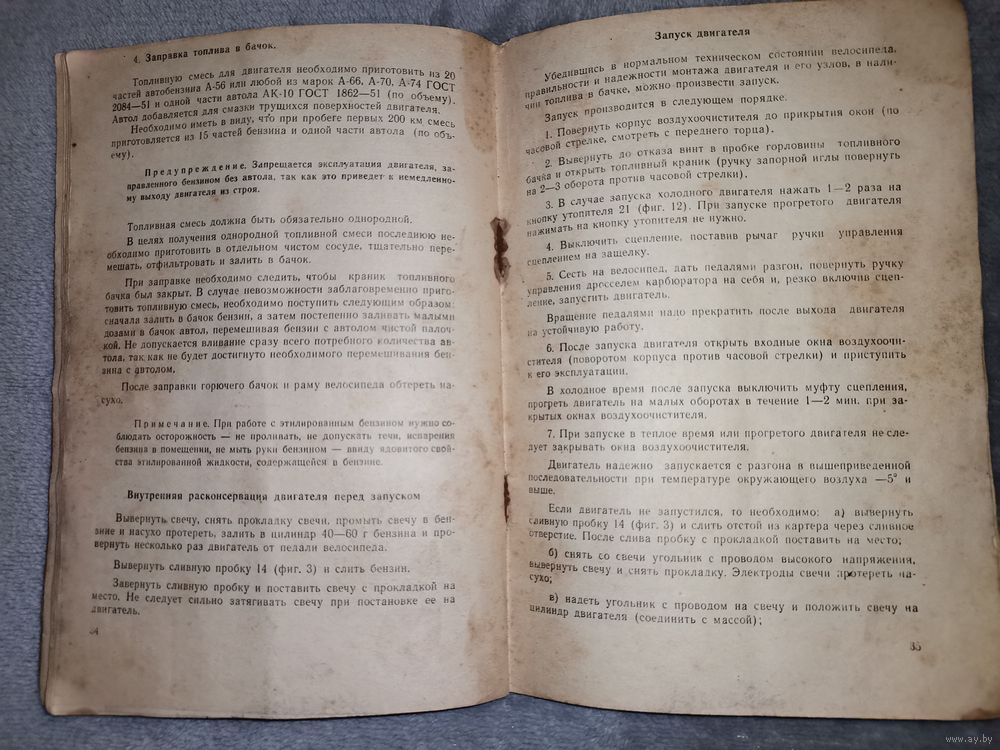 4. Заправка топлива в бачок.
Топливную смесь для двигателя необходимо приготовить из 20
частей автобензина А-56 или любой из марок А-66, А-70, А-74 ГОСТ
2084—51 и одной части автола АК-10 ГОСТ 1862—51 (по объему).
Автол добавляется для смазки трущихся поверхностей двигателя.
Необходимо иметь в виду, что при пробеге первых 200 км смесь
приготовляется из 15 частей бензина и одной части автола (по объ-
ему).
Предупреждение. Запрещается эксплуатация двигателя, за-
правленного бензином без автола, так как это приведет к немедленно-
му выходу двигателя из строя.
Топливная смесь должна быть обязательно однородной.
В целях получения однородной топливной смеси последнюю не-
обходимо приготовить в отдельном чистом сосуде, тщательно пере-
мешать, отфильтровать и залить в бачок.
При заправке необходимо следить, чтобы краник топливного
бачка был закрыт. В случае невозможности заблаговременно приго-
товить топливную смесь, необходимо поступить следующим образом:
сначала залить в бачок бензин, а затем постепенно заливать малыми
дозами в бачок автол, перемешивая бензин с автолом чистой палоч-
кой. Не допускается вливание сразу всего потребного количества ав-
тола, так как не будет достигнуто необходимого перемешивания бен-
зина с автолом.
После заправки горючего бачок и раму велосипеда обтереть на-
сухо.
Примечание. При работе с этилированным бензином нужно со-
блюдать осторожность — не проливать, не допускать течи, испарения
бензина в помещении, не мыть руки бензином — ввиду ядовитого свой-
ства этилированной жидкости, содержащейся в бензине.
Внутренняя расконсервация двигателя перед запуском
Вывернуть свечу, снять прокладку свечи, промыть свечу в бен-
зине и насухо протереть, залить в цилиндр 40—60 г бензина и про-
вернуть несколько раз двигатель от педали велосипеда.
Вывернуть сливную пробку 14 (фиг. 3) и слить бензин.
Завернуть сливную пробку и поставить свечу с прокладкой на
место. Не следует сильно затягивать свечу при постановке ее на
двигатель.
4
Запуск двигателя
Убедившись в нормальном техническом состоянии велосипеда,
правильности и надежности монтажа двигателя и его узлов, в нали-
чии топлива в бачке, можно произвести запуск.
Запуск производится в следующем порядке.
1. Повернуть корпус воздухоочистителя до прикрытия окон (по
часовой стрелке, смотреть с переднего торца).
2. Вывернуть до отказа винт в пробке горловины топливного
бачка и открыть топливный краник (ручку запорной иглы повернуть
на 2—3 оборота против часовой стрелки).
3. В случае запуска холодного двигателя нажать 1—2 раза на
кнопку утопителя 21 (фиг. 12). При запуске прогретого двигателя
нажимать на кнопку утопителя не нужно.
4. Выключить сцепление, поставив рычаг ручки управления
сцеплением на защелку.
5. Сесть на велосипед, дать педалями разгон, повернуть ручку
управления дросселем карбюратора на себя и, резко включив сцеп-
ление, запустить двигатель.
Вращение педалями надо прекратить после выхода двигателя
на устойчивую работу.
6. После запуска двигателя открыть входные окна воздухоочи-
стителя (поворотом корпуса против часовой стрелки) и приступить
к его эксплуатации.
В холодное время после запуска выключить муфту сцепления,
прогреть двигатель на малых оборотах в течение 1—2 мин. при за-
крытых окнах воздухоочистителя.
7. При запуске в теплое время или прогретого двигателя не сле-
дует закрывать окна воздухоочистителя.
Двигатель надежно запускается с разгона в вышеприведенной
последовательности при температуре окружающего воздуха —5° и
выше.
Если двигатель не запустился, то необходимо: а) вывернуть
сливную пробку 14 (фиг. 3) и слить отстой из картера через сливное
отверстие. После слива пробку с прокладкой поставить на место;
б) снять со свечи угольник с проводом высокого напряжения,
вывернуть свечу и снять прокладку. Электроды свечи протереть на-
сухо;
в) надеть угольник с проводом на свечу и положить свечу на
цилиндр двигателя (соединить с массой);
35
www.ay.by